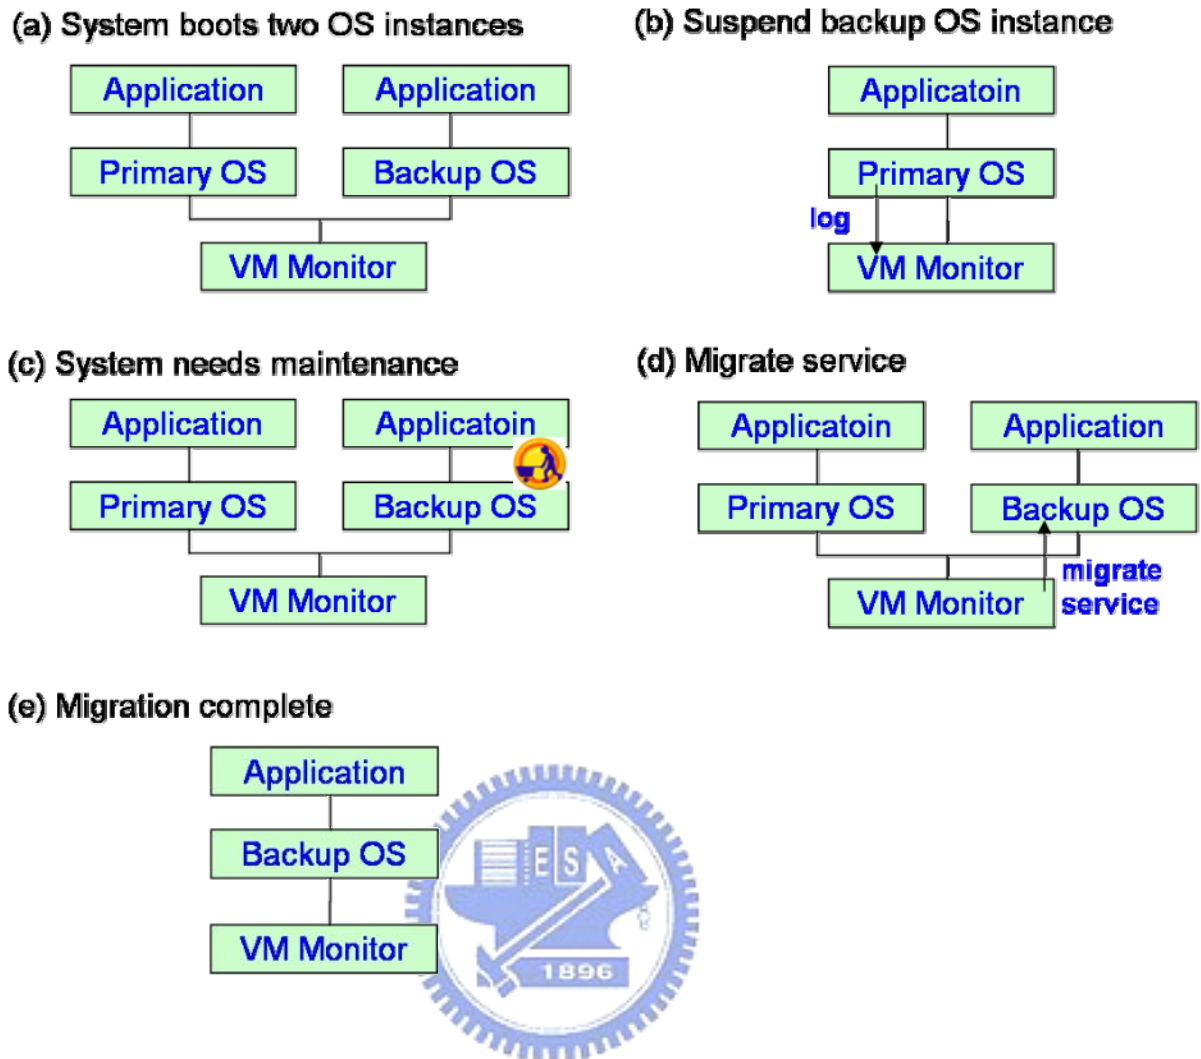 (a) System boots two OS instances
Application
Application
Primary OS
Backup OS
VM Monitor
(b) Suspend backup OS instance
Applicatoin
Primary OS
log
VM Monitor
(c) System needs maintenance
Application
Applicatoin
Primary OS
Backup OS
VM Monitor
(d) Migrate service
Applicatoin
Application
Primary OS
Backup OS
migrate
service
VM Monitor
(e) Migration complete
Application
Backup OS
VM Monitor
E S A
1896